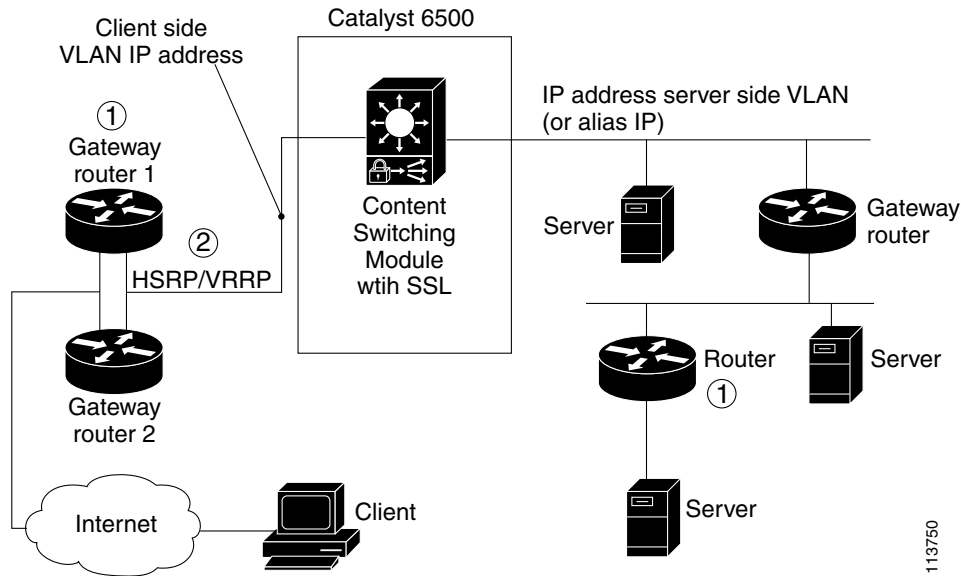 Catalyst 6500
Client side
VLAN IP address
IP address server side VLAN
(or alias IP)
1
Gateway
router 1
Content
Switching
Module
wtih SSL
Server
Gateway
router
2
HSRP/VRRP
Gateway
router 2
Router
1
Server
Internet
Client
Server
113750